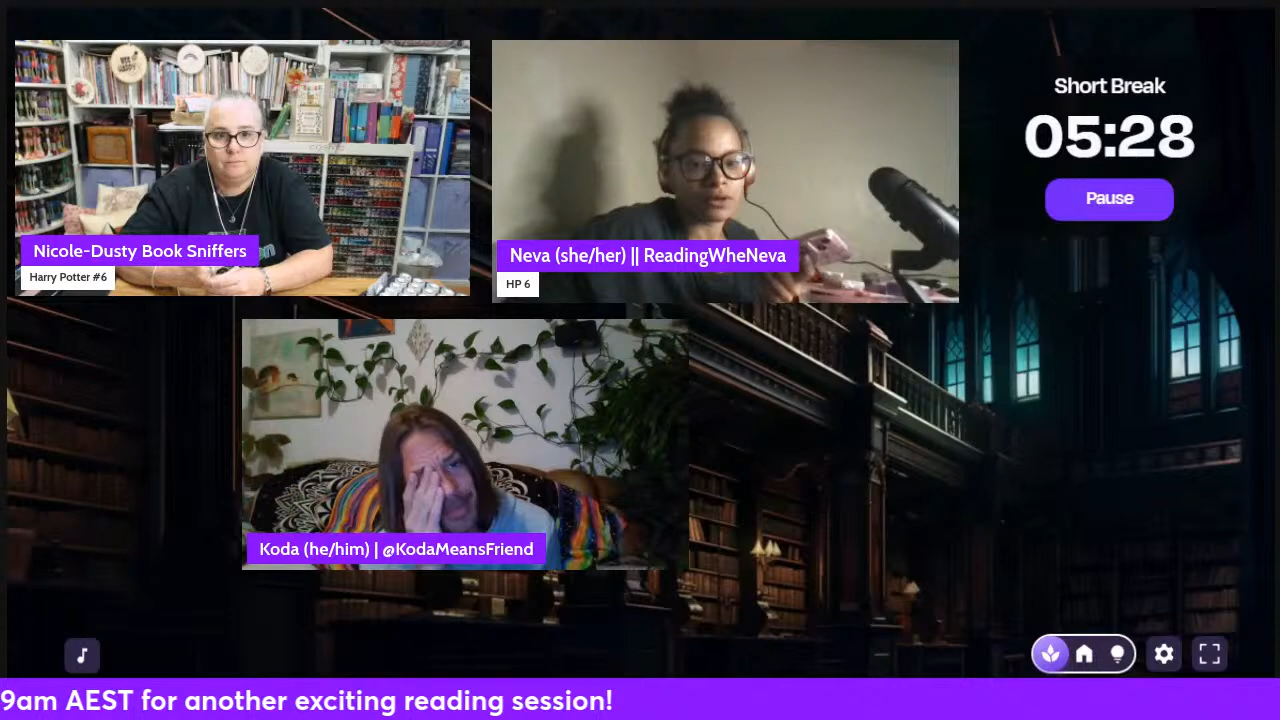 Short Break
05:28
Pause
Nicole-Dusty Book Sniffers
Harry Potter #6
Neva (she/her) || ReadingWheNeva
HP 6
Koda (he/him) | @KodaMeansFriend
9am AEST for another exciting reading session!